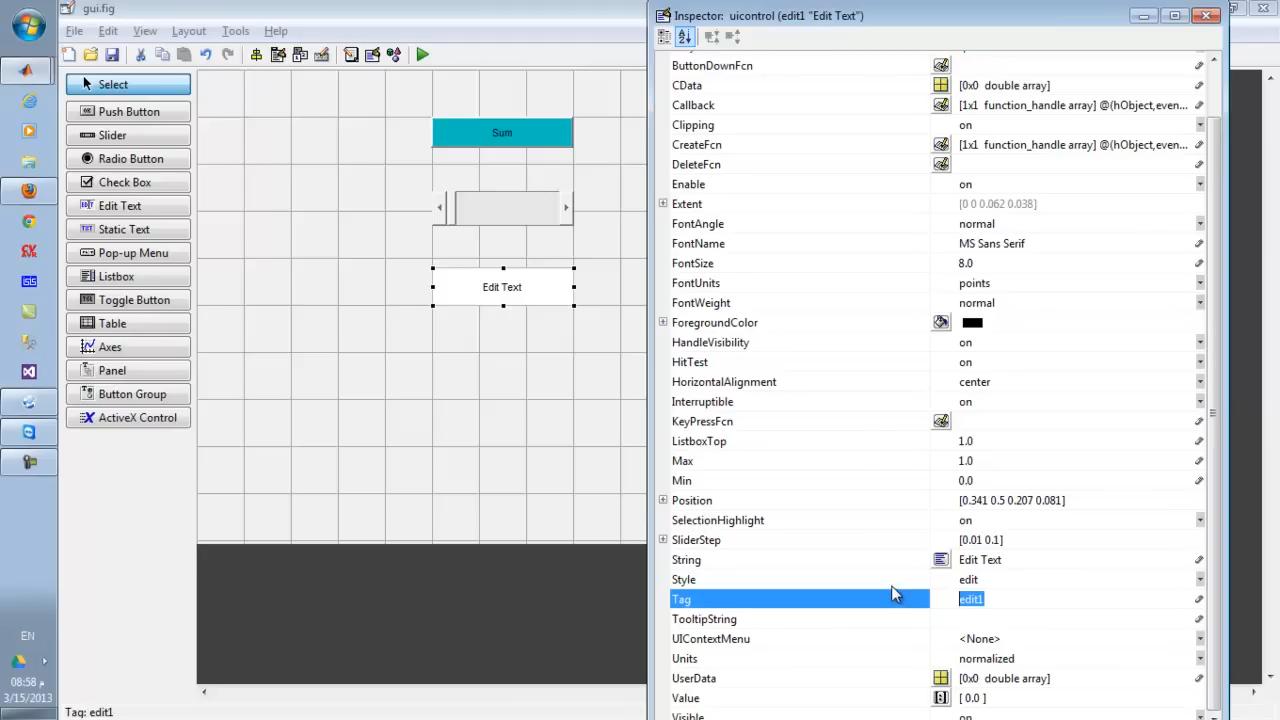 gui.fig
File Edit View Layout Tools Help
Select
Push Button
Slider
Radio Button
Check Box
Edit Text
Static Text
Pop-up Menu
Listbox
Toggle Button
Table
Axes
Panel
Button Group
ActiveX Control
Sum
Edit Text
Inspector: uicontrol (edit1 "Edit Text")
ButtonDownFcn
CData [0x0 double array]
Callback [1x1 function_handle array] @(hObject,even...
Clipping on
CreateFcn [1x1 function_handle array] @(hObject,even...
DeleteFcn
Enable on
Extent [0 0 0.062 0.038]
FontAngle normal
FontName MS Sans Serif
FontSize 8.0
FontUnits points
FontWeight normal
ForegroundColor
HandleVisibility on
HitTest on
HorizontalAlignment center
Interruptible on
KeyPressFcn
ListboxTop 1.0
Max 1.0
Min 0.0
Position [0.341 0.5 0.207 0.081]
SelectionHighlight on
SliderStep [0.01 0.1]
String Edit Text
Style edit
Tag edit1
TooltipString
UIContextMenu <None>
Units normalized
UserData [0x0 double array]
Value [ 0.0 ]
Visible on
Tag: edit1
EN
08:58 م
3/15/2013